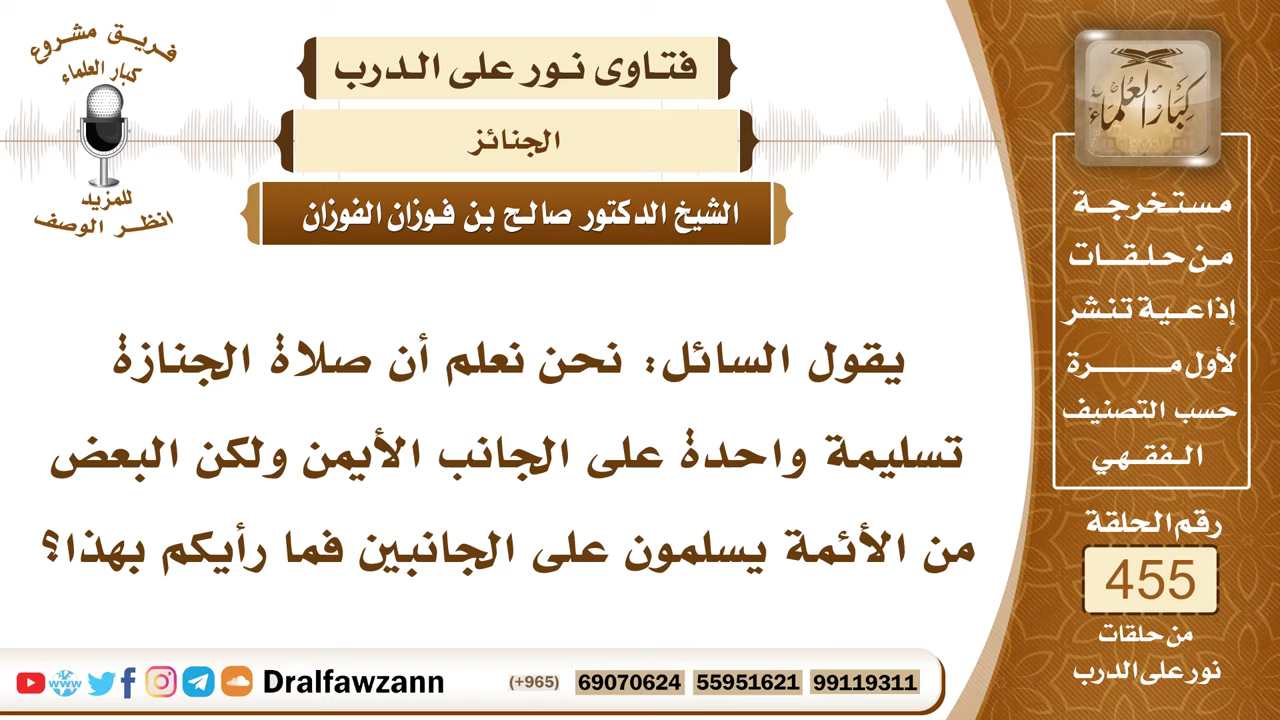 فريق مشروع
كبار العلماء
للمزيد
انظر الوصف
فتاوى نور على الدرب
الجنائز
الشيخ الدكتور صالح بن فوزان الفوزان
يقول السائل: نحن نعلم أن صلاة الجنازة
تسليمة واحدة على الجانب الأيمن ولكن البعض
من الأئمة يسلمون على الجانبين فما رأيكم بهذا؟
كبار العلماء
مستخرجة
من حلقات
إذاعية تنشر
لأول مرة
حسب التصنيف
الفقهي
رقم الحلقة
455
من حلقات
نور على الدرب
www
Dralfawzann (+965) 69070624 55951621 99119311